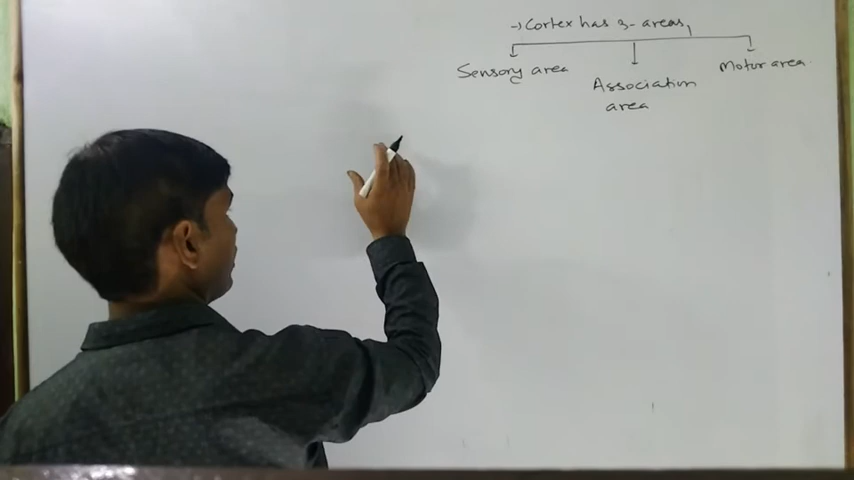 → Cortex has 3- areas,
Sensory area
Association
area
Motor area.